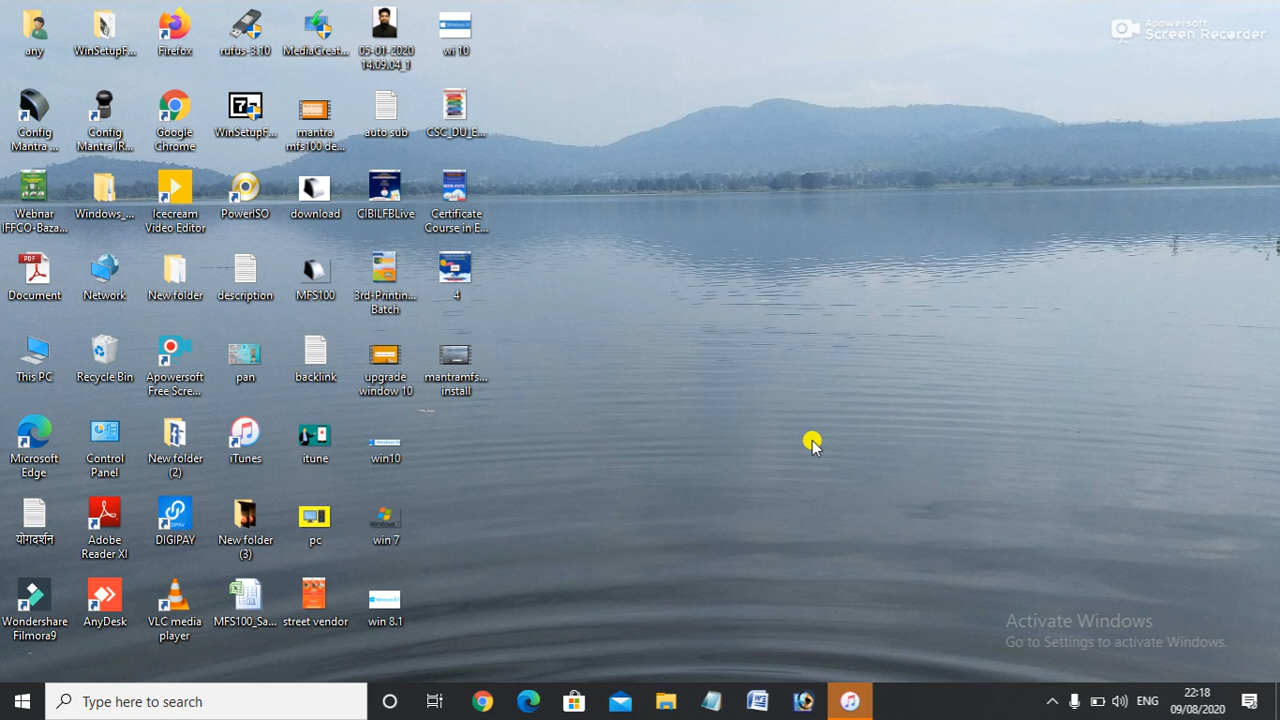 Apowersoft
Screen Recorder
any
WinSetupF...
Firefox
rufus-3.10
MediaCreat...
05-01-2020
14.09.04_1
wi 10
Config
Mantra ...
Config
Mantra IR...
Google
Chrome
WinSetupF...
mantra
mfs100 de...
auto sub
CSC_DU_E...
Webnar
IFFCO-Baza...
Windows_...
Icecream
Video Editor
PowerISO
download
CIBILFBLive
Certificate
Course in E...
PDF
Document
Network
New folder
description
MFS100
3rd-Printin...
Batch
4
This PC
Recycle Bin
Apowersoft
Free Scre...
pan
backlink
upgrade
window 10
mantramfs...
install
Microsoft
Edge
Control
Panel
New folder
(2)
iTunes
itune
win10
योगदर्शन
Adobe
Reader XI
DIGIPAY
New folder
(3)
pc
win 7
Wondershare
Filmora9
AnyDesk
VLC media
player
MFS100_Sa...
street vendor
win 8.1
Activate Windows
Go to Settings to activate Windows.
Type here to search
ENG
22:18
09/08/2020